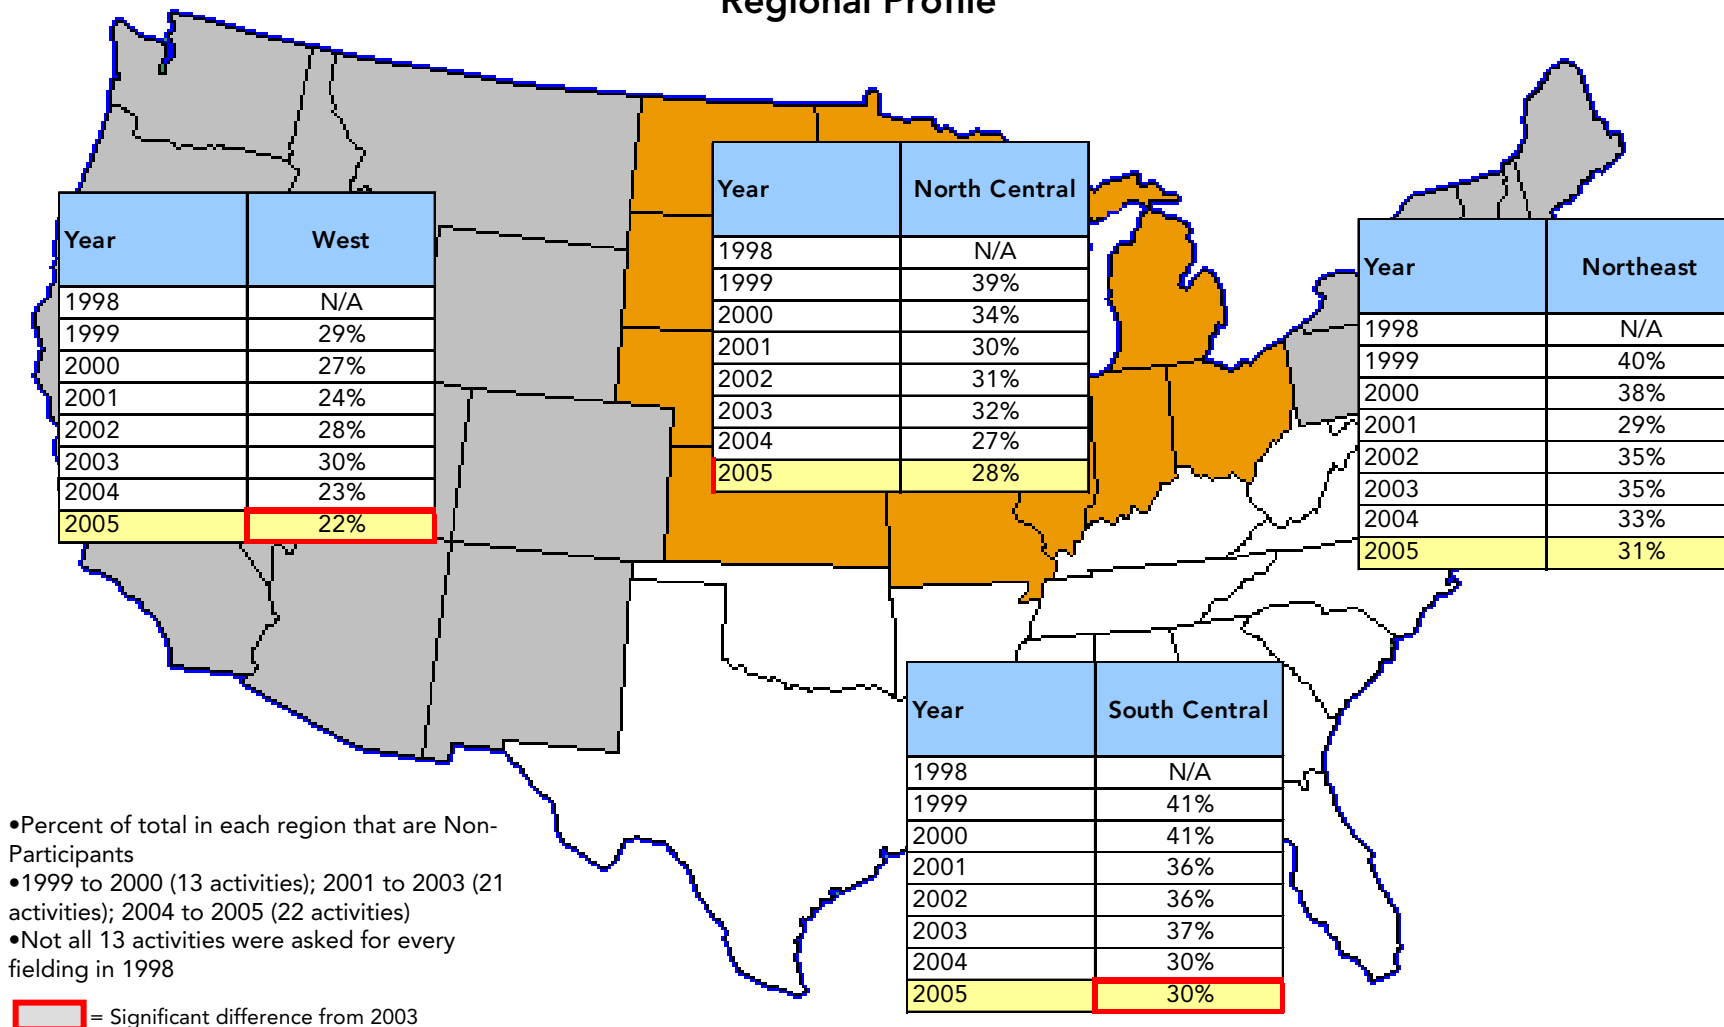 Regional Profile
Year North Central
1998 N/A
1999 39%
2000 34%
2001 30%
2002 31%
2003 32%
2004 27%
2005 28%
Year West
1998 N/A
1999 29%
2000 27%
2001 24%
2002 28%
2003 30%
2004 23%
2005 22%
Year Northeast
1998 N/A
1999 40%
2000 38%
2001 29%
2002 35%
2003 35%
2004 33%
2005 31%
Year South Central
1998 N/A
1999 41%
2000 41%
2001 36%
2002 36%
2003 37%
2004 30%
2005 30%
•Percent of total in each region that are Non-
Participants
•1999 to 2000 (13 activities); 2001 to 2003 (21
activities); 2004 to 2005 (22 activities)
•Not all 13 activities were asked for every
fielding in 1998
= Significant difference from 2003